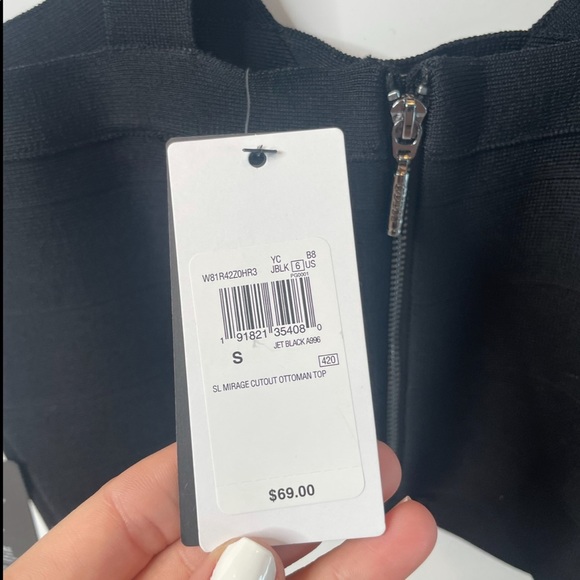 YC B8
W81R42Z0HR3 JBLK 6 US
PG0001
1 91821 35408 0
S JET BLACK A996
420
SL MIRAGE CUTOUT OTTOMAN TOP
$69.00